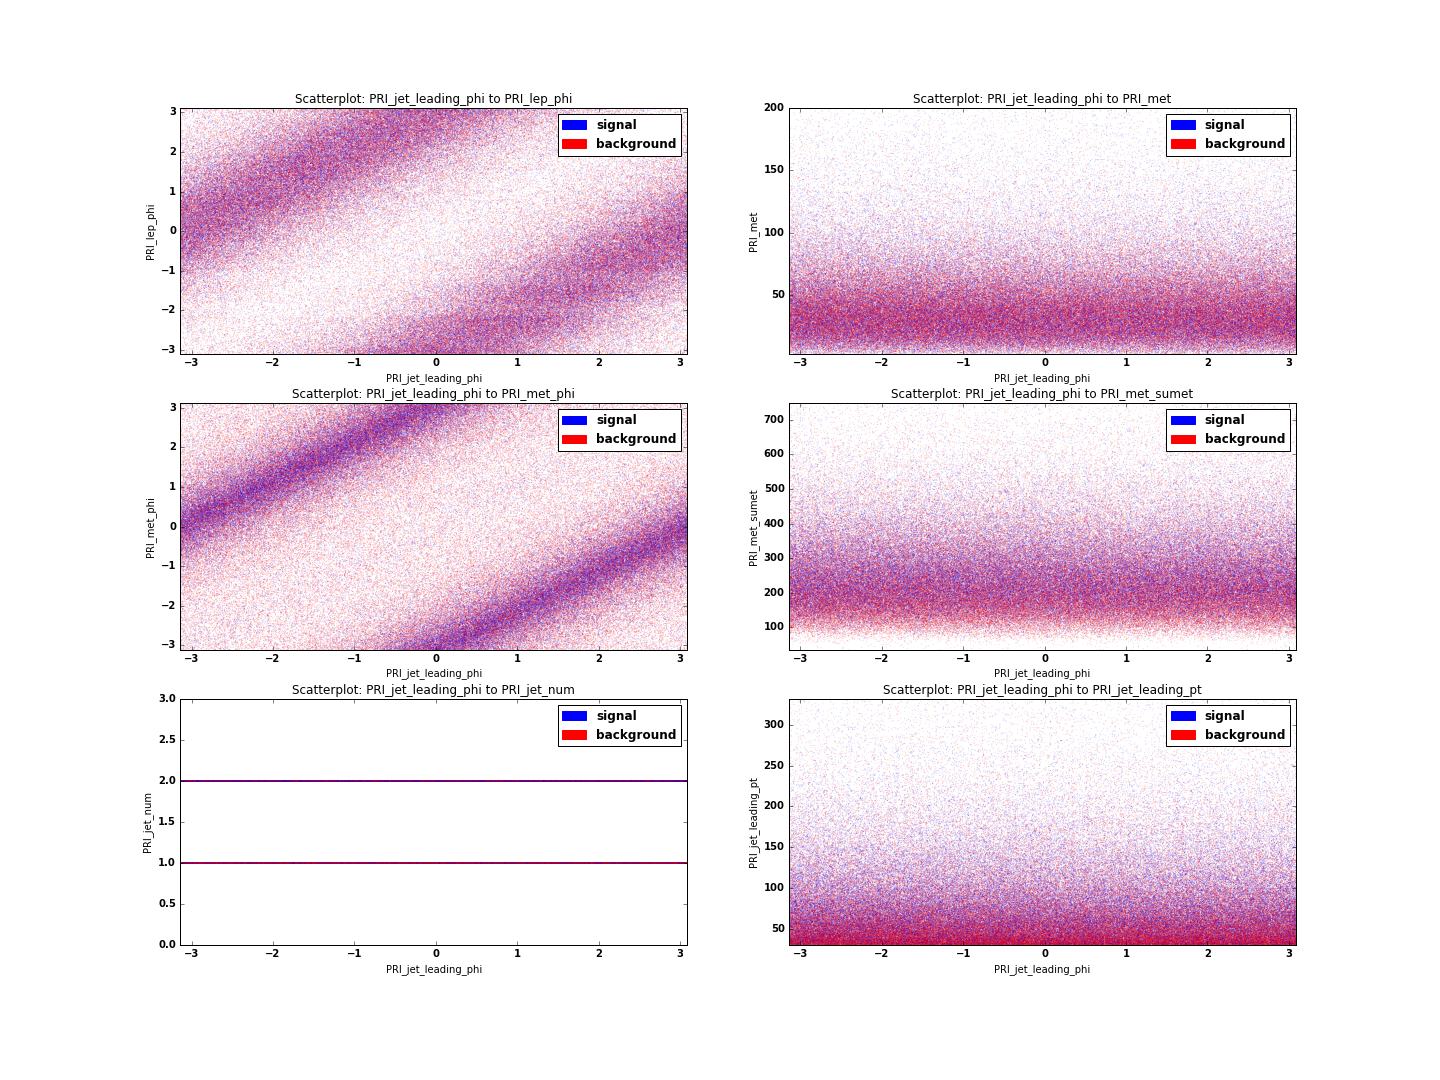 Scatterplot: PRI_jet_leading_phi to PRI_lep_phi
signal
background
3
2
1
0
−1
−2
−3
PRI_lep_phi
−3 −2 −1 0 1 2 3
PRI_jet_leading_phi
Scatterplot: PRI_jet_leading_phi to PRI_met
signal
background
200
150
100
50
PRI_met
−3 −2 −1 0 1 2 3
PRI_jet_leading_phi
Scatterplot: PRI_jet_leading_phi to PRI_met_phi
signal
background
3
2
1
0
−1
−2
−3
PRI_met_phi
−3 −2 −1 0 1 2 3
PRI_jet_leading_phi
Scatterplot: PRI_jet_leading_phi to PRI_met_sumet
signal
background
700
600
500
400
300
200
100
PRI_met_sumet
−3 −2 −1 0 1 2 3
PRI_jet_leading_phi
Scatterplot: PRI_jet_leading_phi to PRI_jet_num
signal
background
3.0
2.5
2.0
1.5
1.0
0.5
0.0
PRI_jet_num
−3 −2 −1 0 1 2 3
PRI_jet_leading_phi
Scatterplot: PRI_jet_leading_phi to PRI_jet_leading_pt
signal
background
300
250
200
150
100
50
PRI_jet_leading_pt
−3 −2 −1 0 1 2 3
PRI_jet_leading_phi